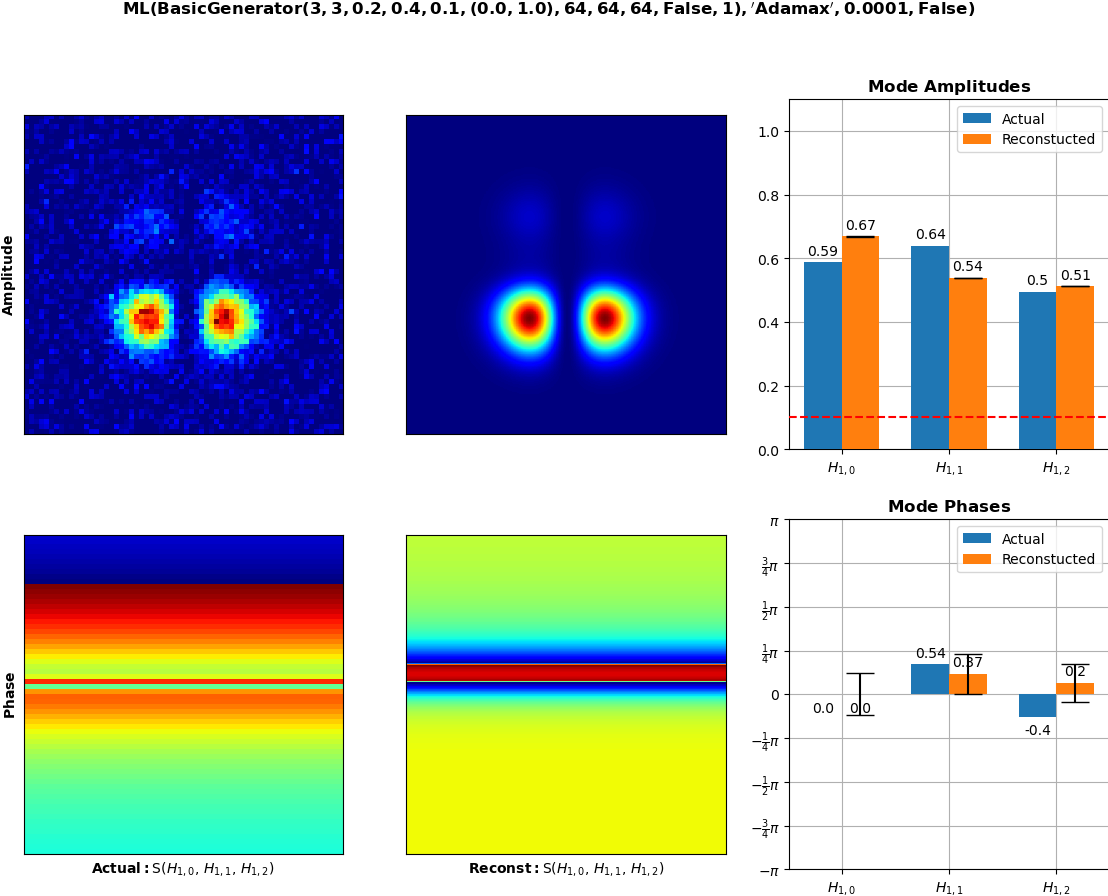 ML(BasicGenerator(3, 3, 0.2, 0.4, 0.1, (0.0, 1.0), 64, 64, 64, False, 1), ′Adamax′, 0.0001, False)
Amplitude
Mode Amplitudes
Actual
Reconstucted
1.0
0.8
0.6
0.4
0.2
0.0
0.59
0.67
0.64
0.54
0.5
0.51
H1,0
H1,1
H1,2
Phase
Actual: S(H1,0, H1,1, H1,2)
Reconst: S(H1,0, H1,1, H1,2)
Mode Phases
Actual
Reconstucted
π
3/4π
1/2π
1/4π
0
−1/4π
−1/2π
−3/4π
−π
0.0
0.0
0.54
0.37
-0.4
0.2
H1,0
H1,1
H1,2